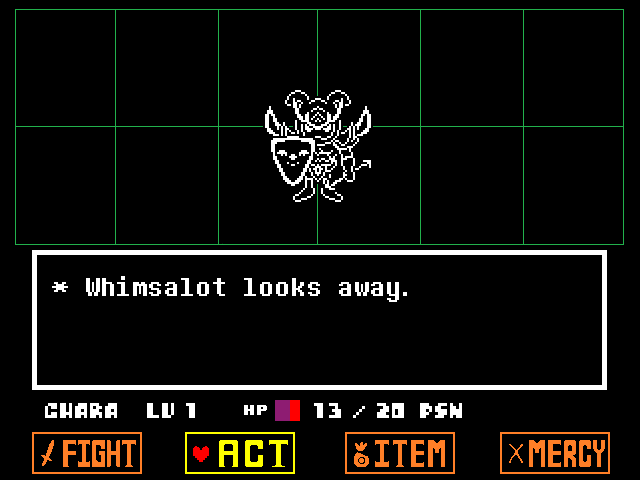 * Whimsalot looks away.
CHARA LV 1 HP 13 / 20 PSN
FIGHT ACT ITEM MERCY